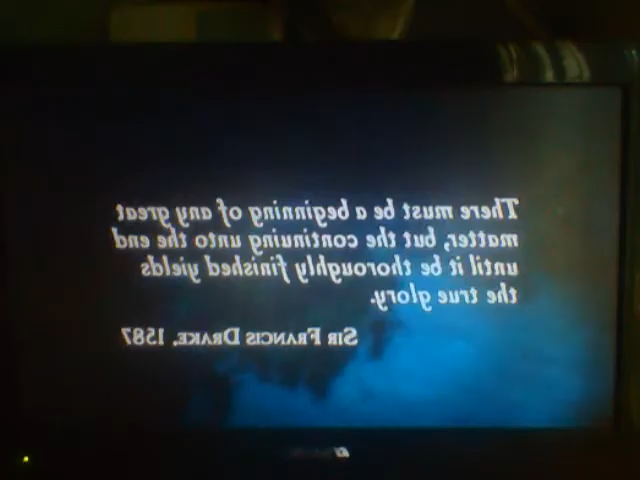 There must be a beginning of any great
matter, but the continuing unto the end
until it be thoroughly finished yields
the true glory.
Sir Francis Drake, 1587